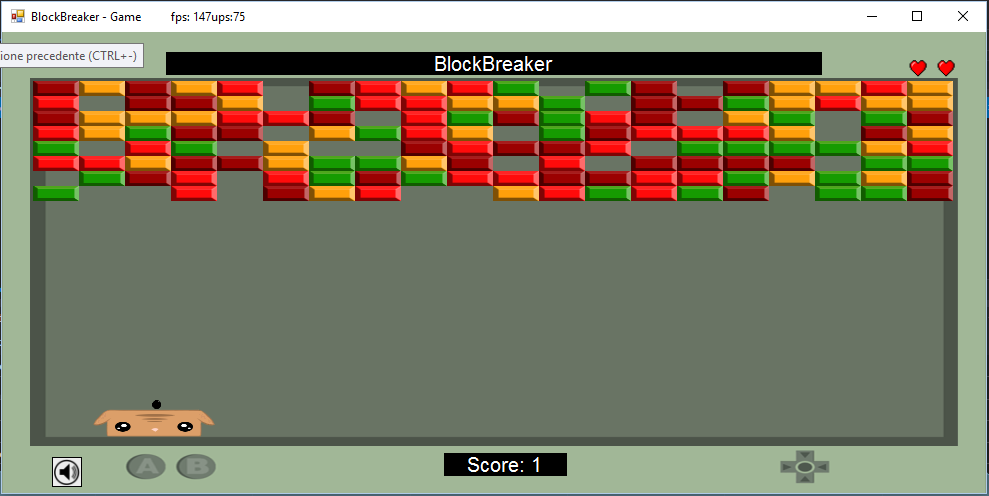 BlockBreaker - Game fps: 147ups:75
ione precedente (CTRL+-)
BlockBreaker
A B
Score: 1